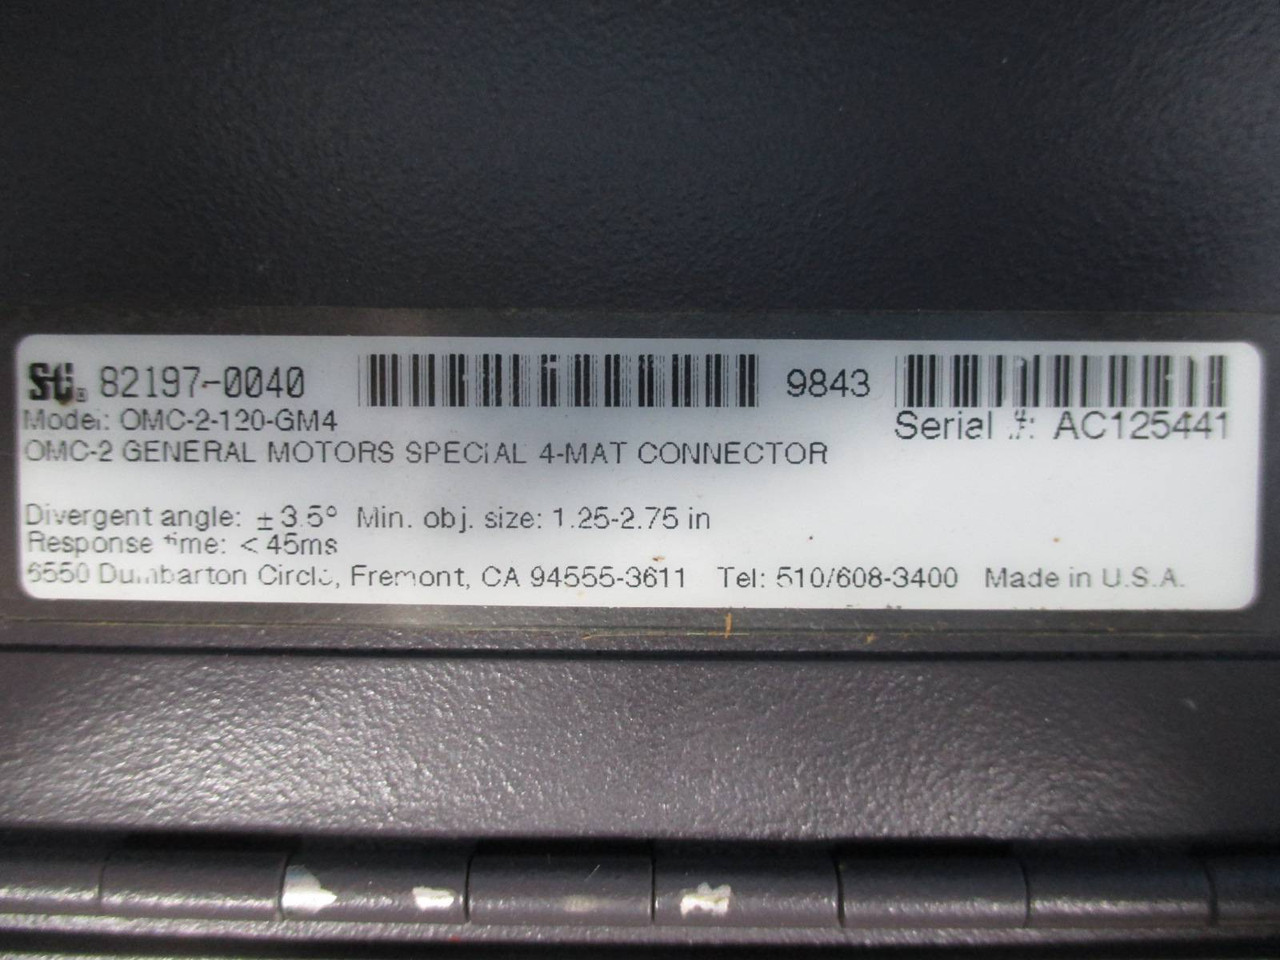 Sti® 82197-0040 9843
Model: OMC-2-120-GM4 Serial #: AC125441
OMC-2 GENERAL MOTORS SPECIAL 4-MAT CONNECTOR
Divergent angle: ± 3.5° Min. obj. size: 1.25-2.75 in
Response time: < 45ms
6550 Dumbarton Circle, Fremont, CA 94555-3611 Tel: 510/608-3400 Made in U.S.A.